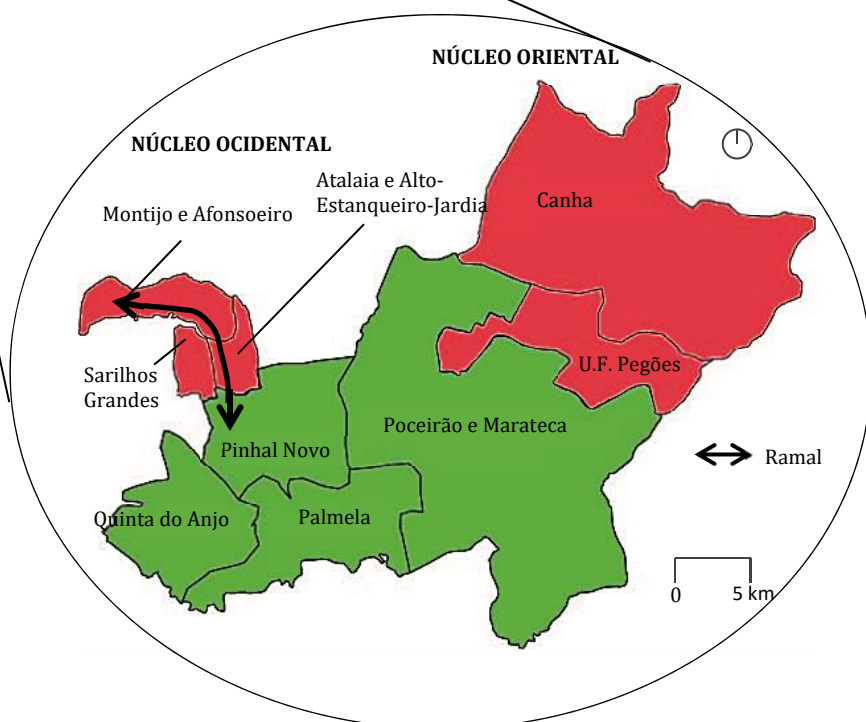 NÚCLEO ORIENTAL
NÚCLEO OCIDENTAL
Atalaia e Alto-
Estanqueiro-Jardia
Montijo e Afonsoeiro
Canha
Sarilhos
Grandes
U.F. Pegões
Poceirão e Marateca
Pinhal Novo
Ramal
Quinta do Anjo
Palmela
0 5 km